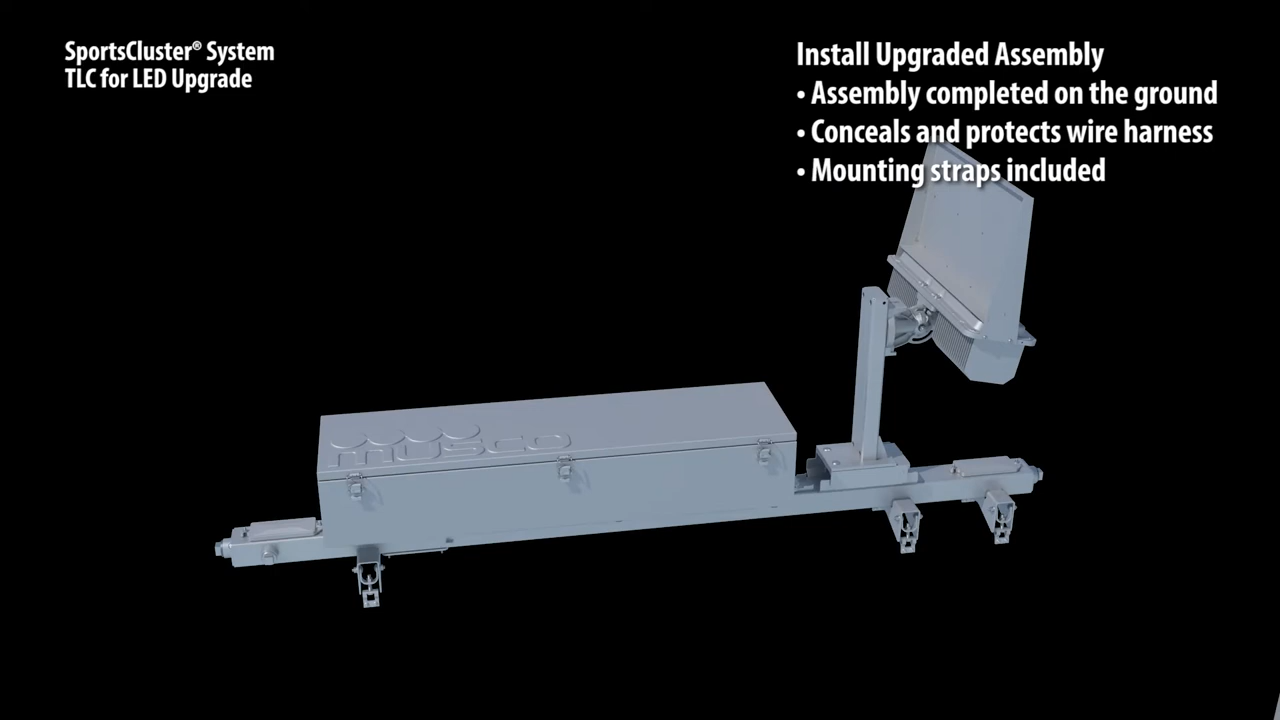 SportsCluster® System
TLC for LED Upgrade
Install Upgraded Assembly
• Assembly completed on the ground
• Conceals and protects wire harness
• Mounting straps included
musco